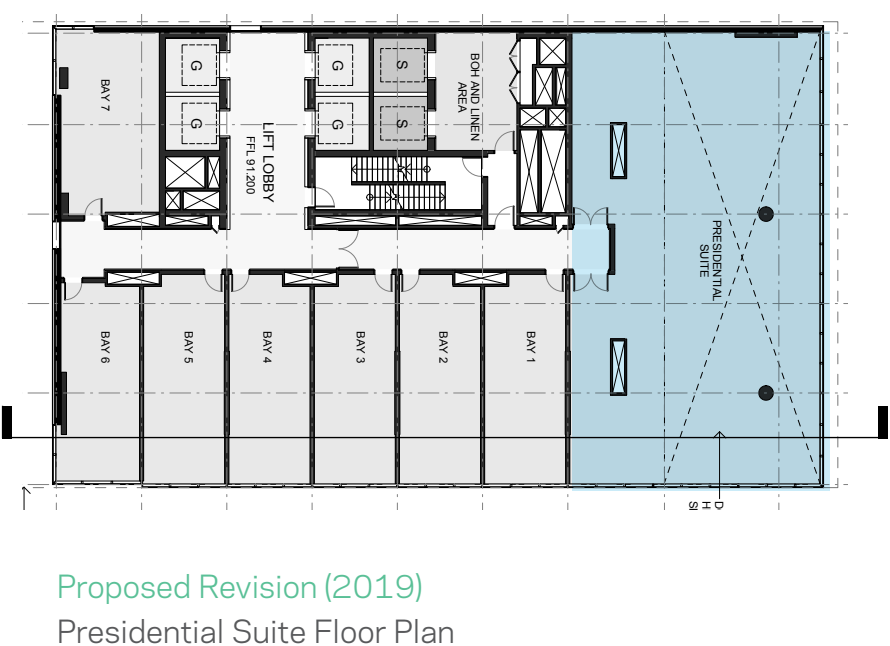 G
G
S
BOH AND LINEN
AREA
BAY 7
G
G
S
LIFT LOBBY
FFL 91.200
PRESIDENTIAL
SUITE
BAY 6
BAY 5
BAY 4
BAY 3
BAY 2
BAY 1
D
H
SI
Proposed Revision (2019)
Presidential Suite Floor Plan